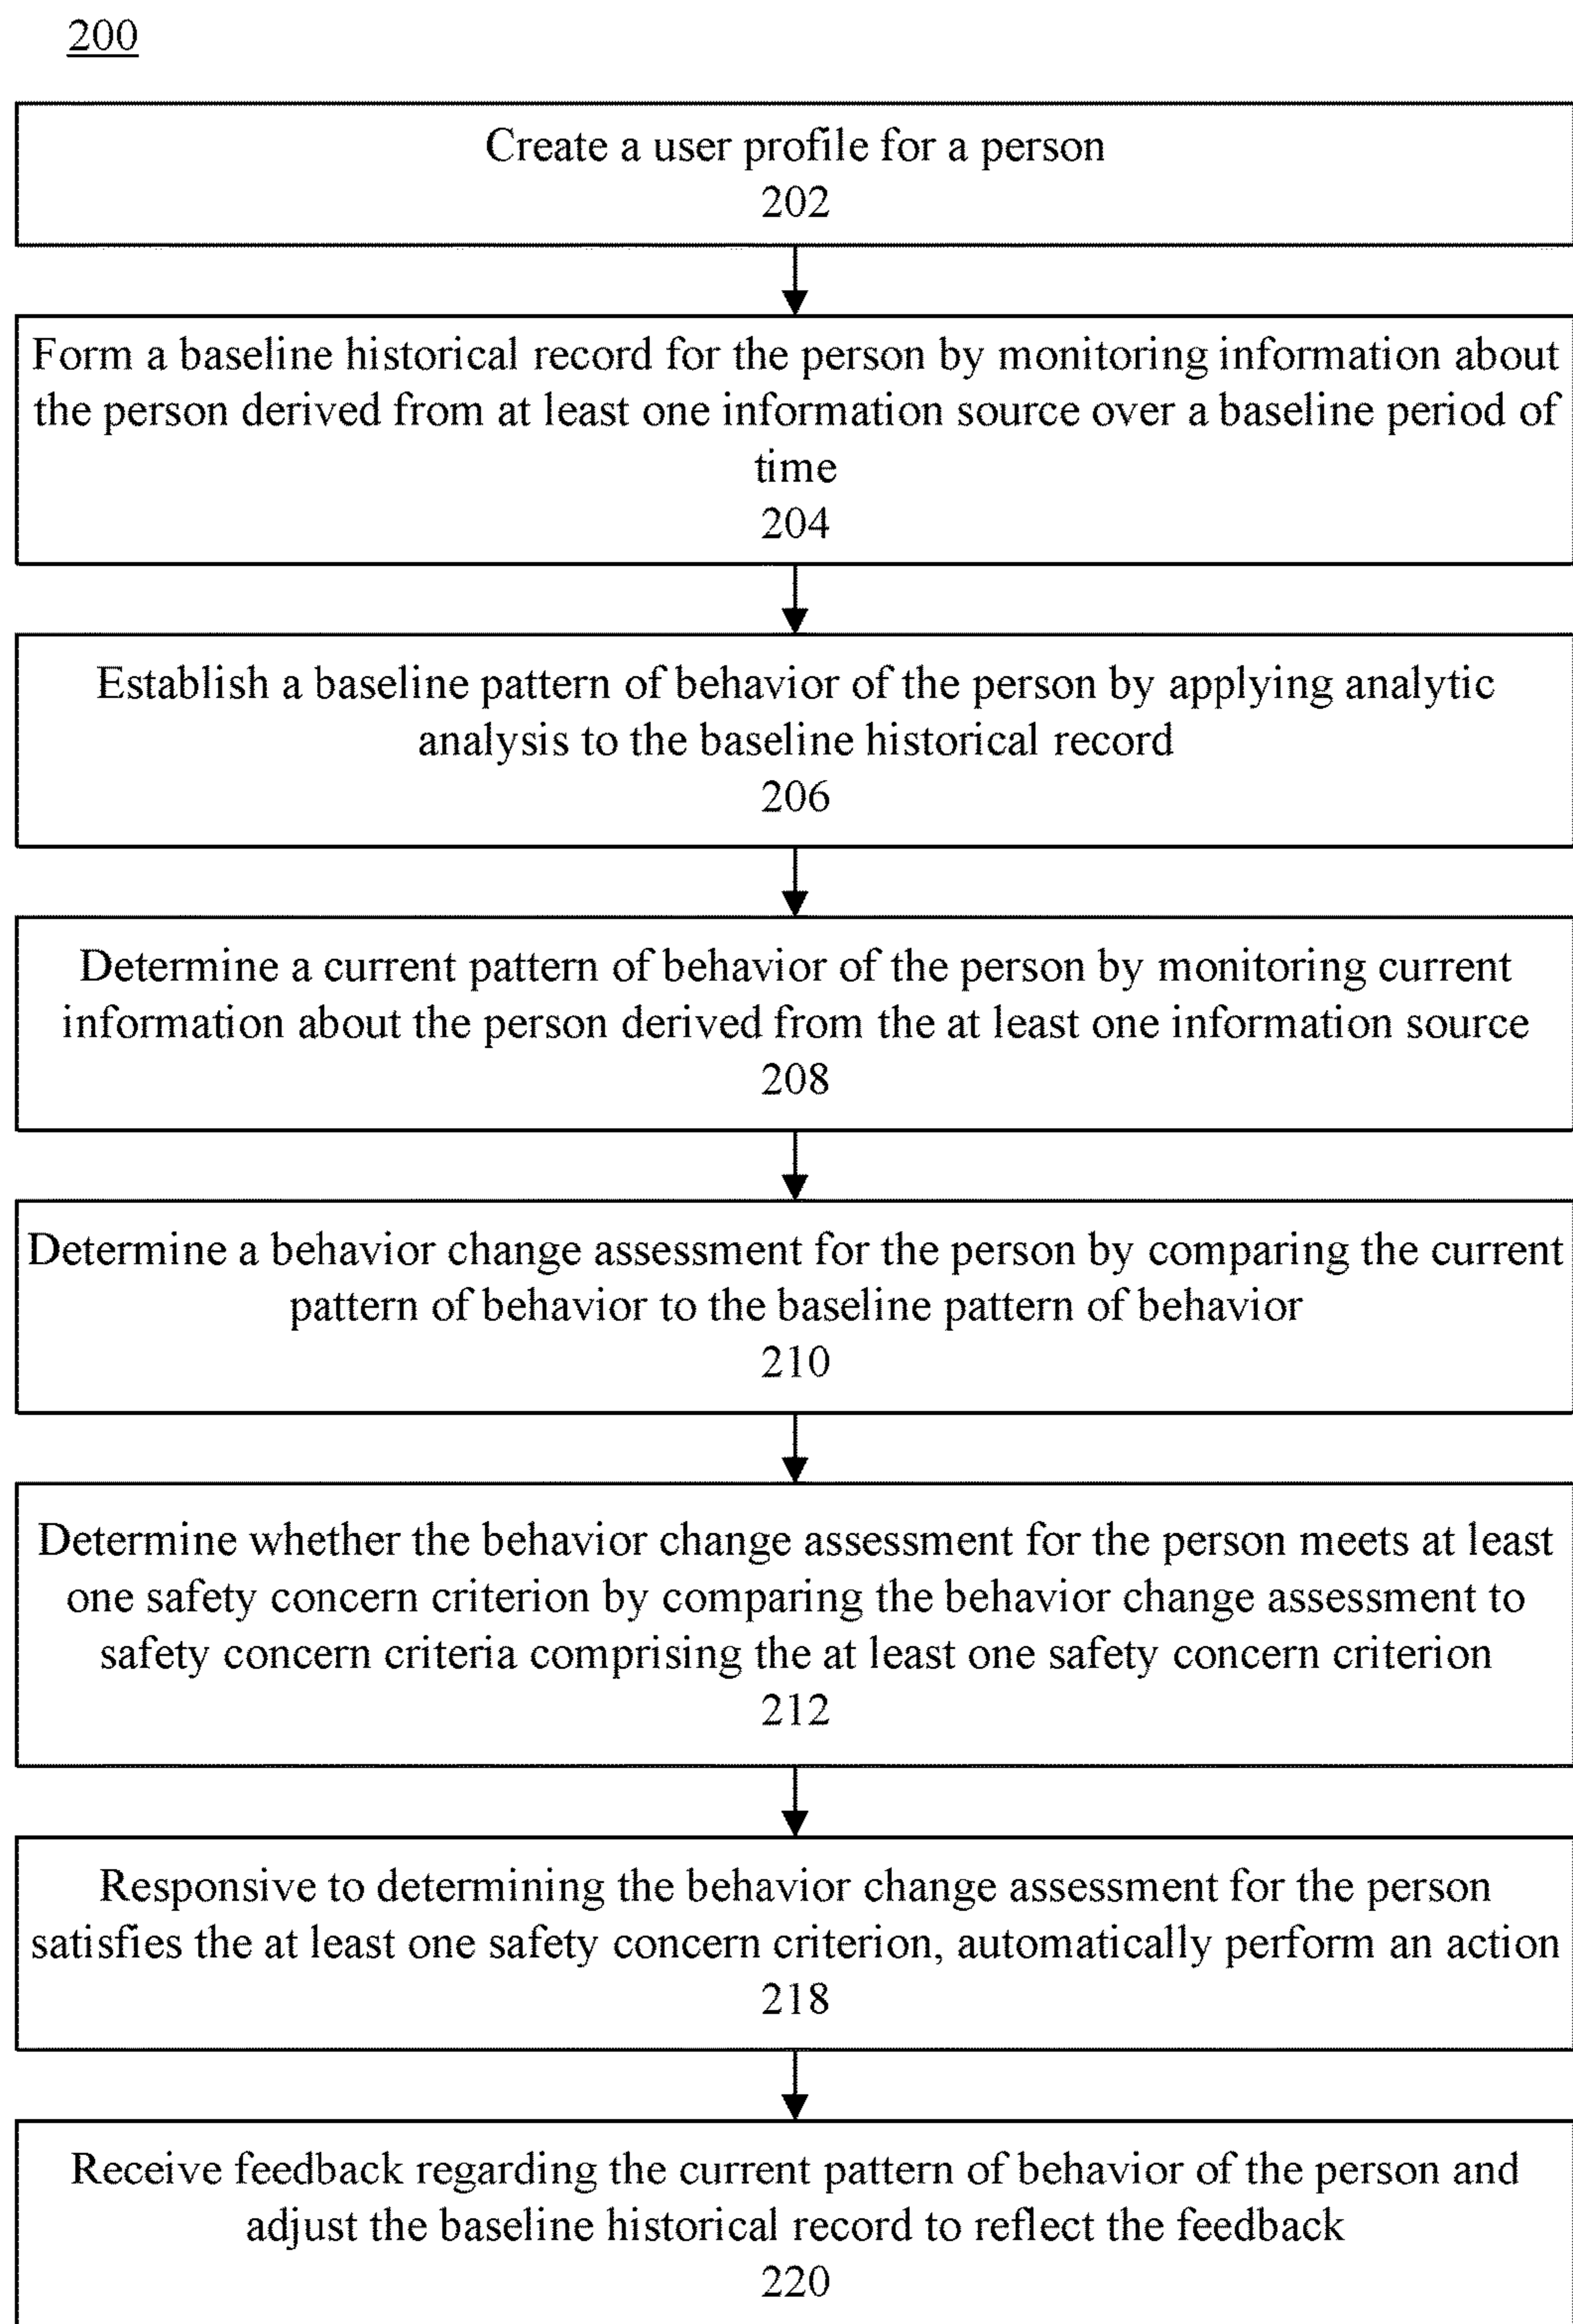 200
Create a user profile for a person
202
Form a baseline historical record for the person by monitoring information about
the person derived from at least one information source over a baseline period of
time
204
Establish a baseline pattern of behavior of the person by applying analytic
analysis to the baseline historical record
206
Determine a current pattern of behavior of the person by monitoring current
information about the person derived from the at least one information source
208
Determine a behavior change assessment for the person by comparing the current
pattern of behavior to the baseline pattern of behavior
210
Determine whether the behavior change assessment for the person meets at least
one safety concern criterion by comparing the behavior change assessment to
safety concern criteria comprising the at least one safety concern criterion
212
Responsive to determining the behavior change assessment for the person
satisfies the at least one safety concern criterion, automatically perform an action
218
Receive feedback regarding the current pattern of behavior of the person and
adjust the baseline historical record to reflect the feedback
220